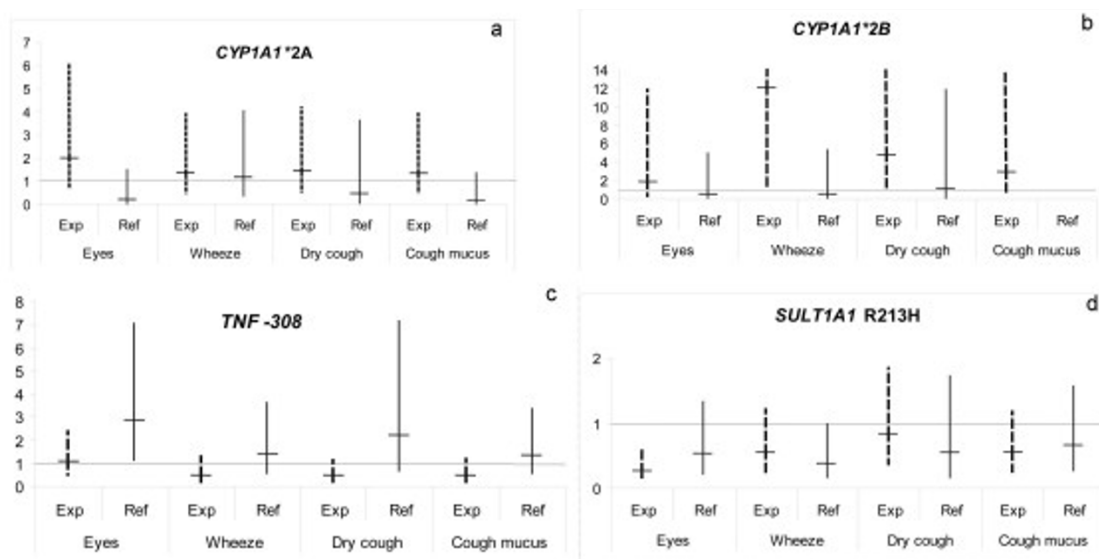 a
CYP1A1*2A
7
6
5
4
3
2
1
0
Exp Ref Exp Ref Exp Ref Exp Ref
Eyes Wheeze Dry cough Cough mucus
b
CYP1A1*2B
14
12
10
8
6
4
2
0
Exp Ref Exp Ref Exp Ref Exp Ref
Eyes Wheeze Dry cough Cough mucus
c
TNF -308
8
7
6
5
4
3
2
1
0
Exp Ref Exp Ref Exp Ref Exp Ref
Eyes Wheeze Dry cough Cough mucus
d
SULT1A1 R213H
2
1
0
Exp Ref Exp Ref Exp Ref Exp Ref
Eyes Wheeze Dry cough Cough mucus